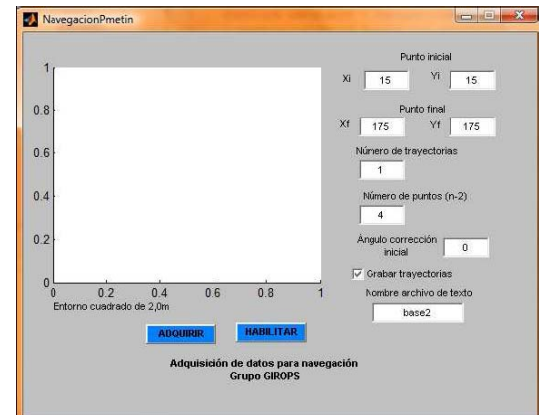 NavegacionPmetin
Punto inicial
Xi 15 Yi 15
Punto final
Xf 175 Yf 175
Número de trayectorias
1
Número de puntos (n-2)
4
Ángulo corrección
inicial
0
Grabar trayectorias
Nombre archivo de texto
base2
1
0.8
0.6
0.4
0.2
0
0 0.2 0.4 0.6 0.8 1
Entorno cuadrado de 2,0m
ADQUIRIR HABILITAR
Adquisición de datos para navegación
Grupo GIROPS